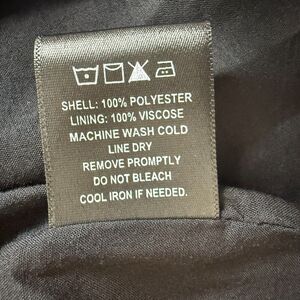 SHELL: 100% POLYESTER
LINING: 100% VISCOSE
MACHINE WASH COLD
LINE DRY
REMOVE PROMPTLY
DO NOT BLEACH
COOL IRON IF NEEDED.